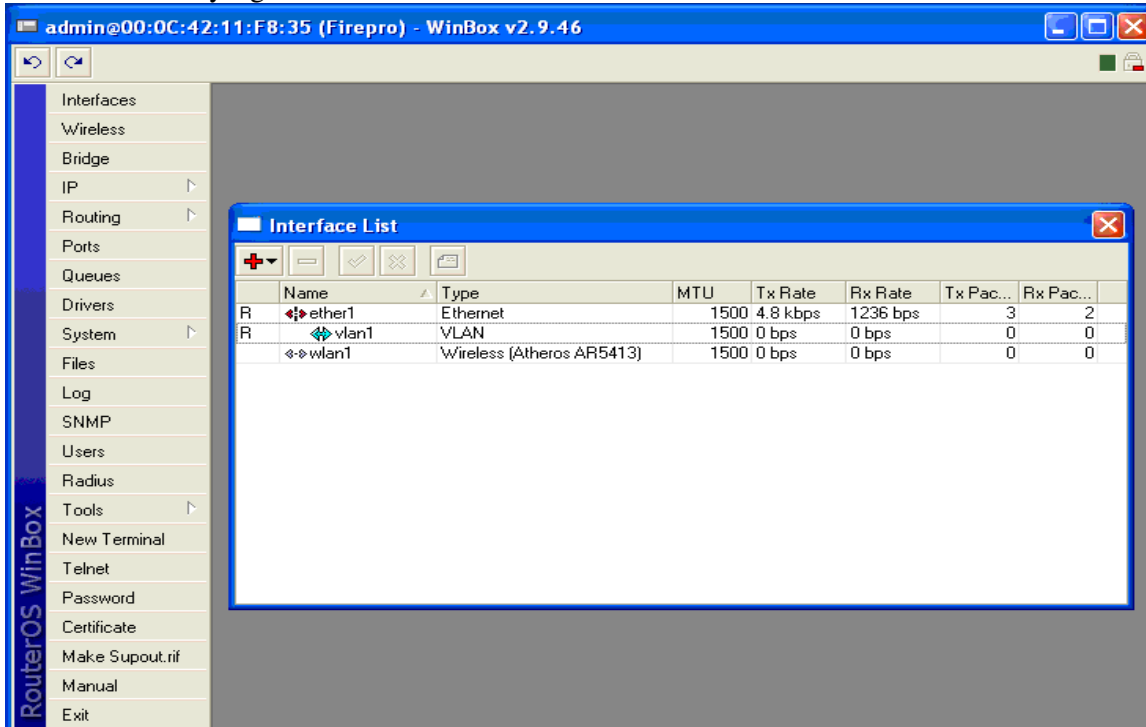 admin@00:0C:42:11:F8:35 (Firepro) - WinBox v2.9.46
Interfaces
Wireless
Bridge
IP
Routing
Ports
Queues
Drivers
System
Files
Log
SNMP
Users
Radius
Tools
New Terminal
Telnet
Password
Certificate
Make Supout.rif
Manual
Exit
RouterOS WinBox
Interface List
Name Type MTU Tx Rate Rx Rate Tx Pac... Rx Pac...
R ether1 Ethernet 1500 4.8 kbps 1236 bps 3 2
R vlan1 VLAN 1500 0 bps 0 bps 0 0
wlan1 Wireless (Atheros AR5413) 1500 0 bps 0 bps 0 0